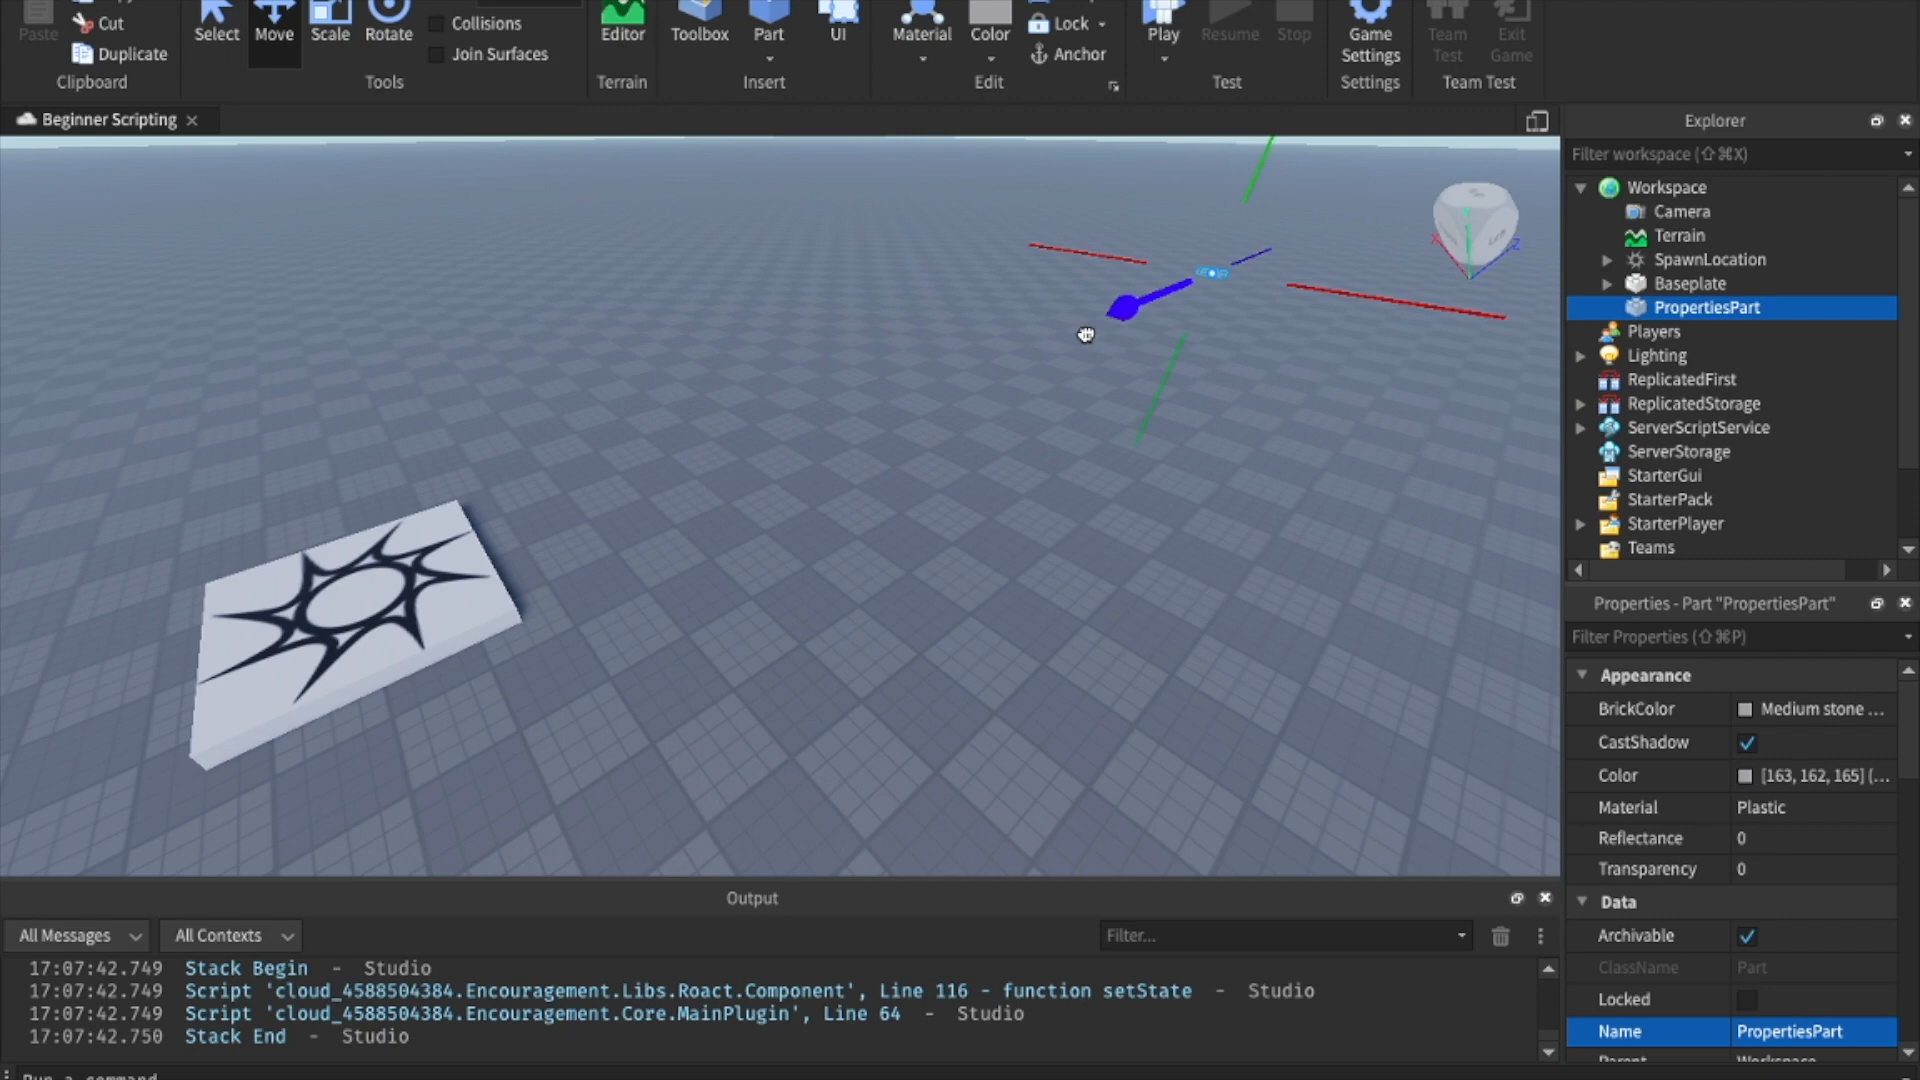 Paste
Cut
Duplicate
Clipboard
Select
Move
Scale
Rotate
Collisions
Join Surfaces
Tools
Editor
Terrain
Toolbox
Part
UI
Insert
Material
Color
Lock
Anchor
Edit
Play
Resume
Stop
Test
Game
Settings
Settings
Team
Test
Exit
Game
Team Test
Beginner Scripting
Explorer
Filter workspace (⇧⌘X)
Workspace
Camera
Terrain
SpawnLocation
Baseplate
PropertiesPart
Players
Lighting
ReplicatedFirst
ReplicatedStorage
ServerScriptService
ServerStorage
StarterGui
StarterPack
StarterPlayer
Teams
Properties - Part "PropertiesPart"
Filter Properties (⇧⌘P)
Appearance
BrickColor Medium stone ...
CastShadow
Color [163, 162, 165] (...
Material Plastic
Reflectance 0
Transparency 0
Data
Archivable
ClassName Part
Locked
Name PropertiesPart
Parent Workspace
Output
All Messages
All Contexts
Filter...
17:07:42.749 Stack Begin - Studio
17:07:42.749 Script 'cloud_4588504384.Encouragement.Libs.Roact.Component', Line 116 - function setState - Studio
17:07:42.749 Script 'cloud_4588504384.Encouragement.Core.MainPlugin', Line 64 - Studio
17:07:42.750 Stack End - Studio
Run a command